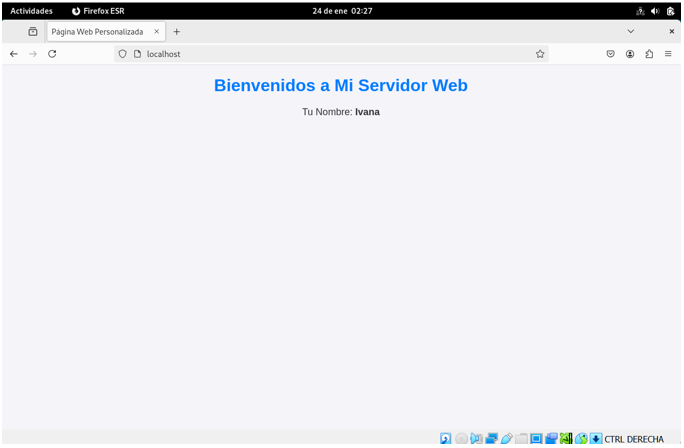 Actividades Firefox ESR 24 de ene 02:27
Página Web Personalizada
localhost
Bienvenidos a Mi Servidor Web
Tu Nombre: Ivana
CTRL DERECHA